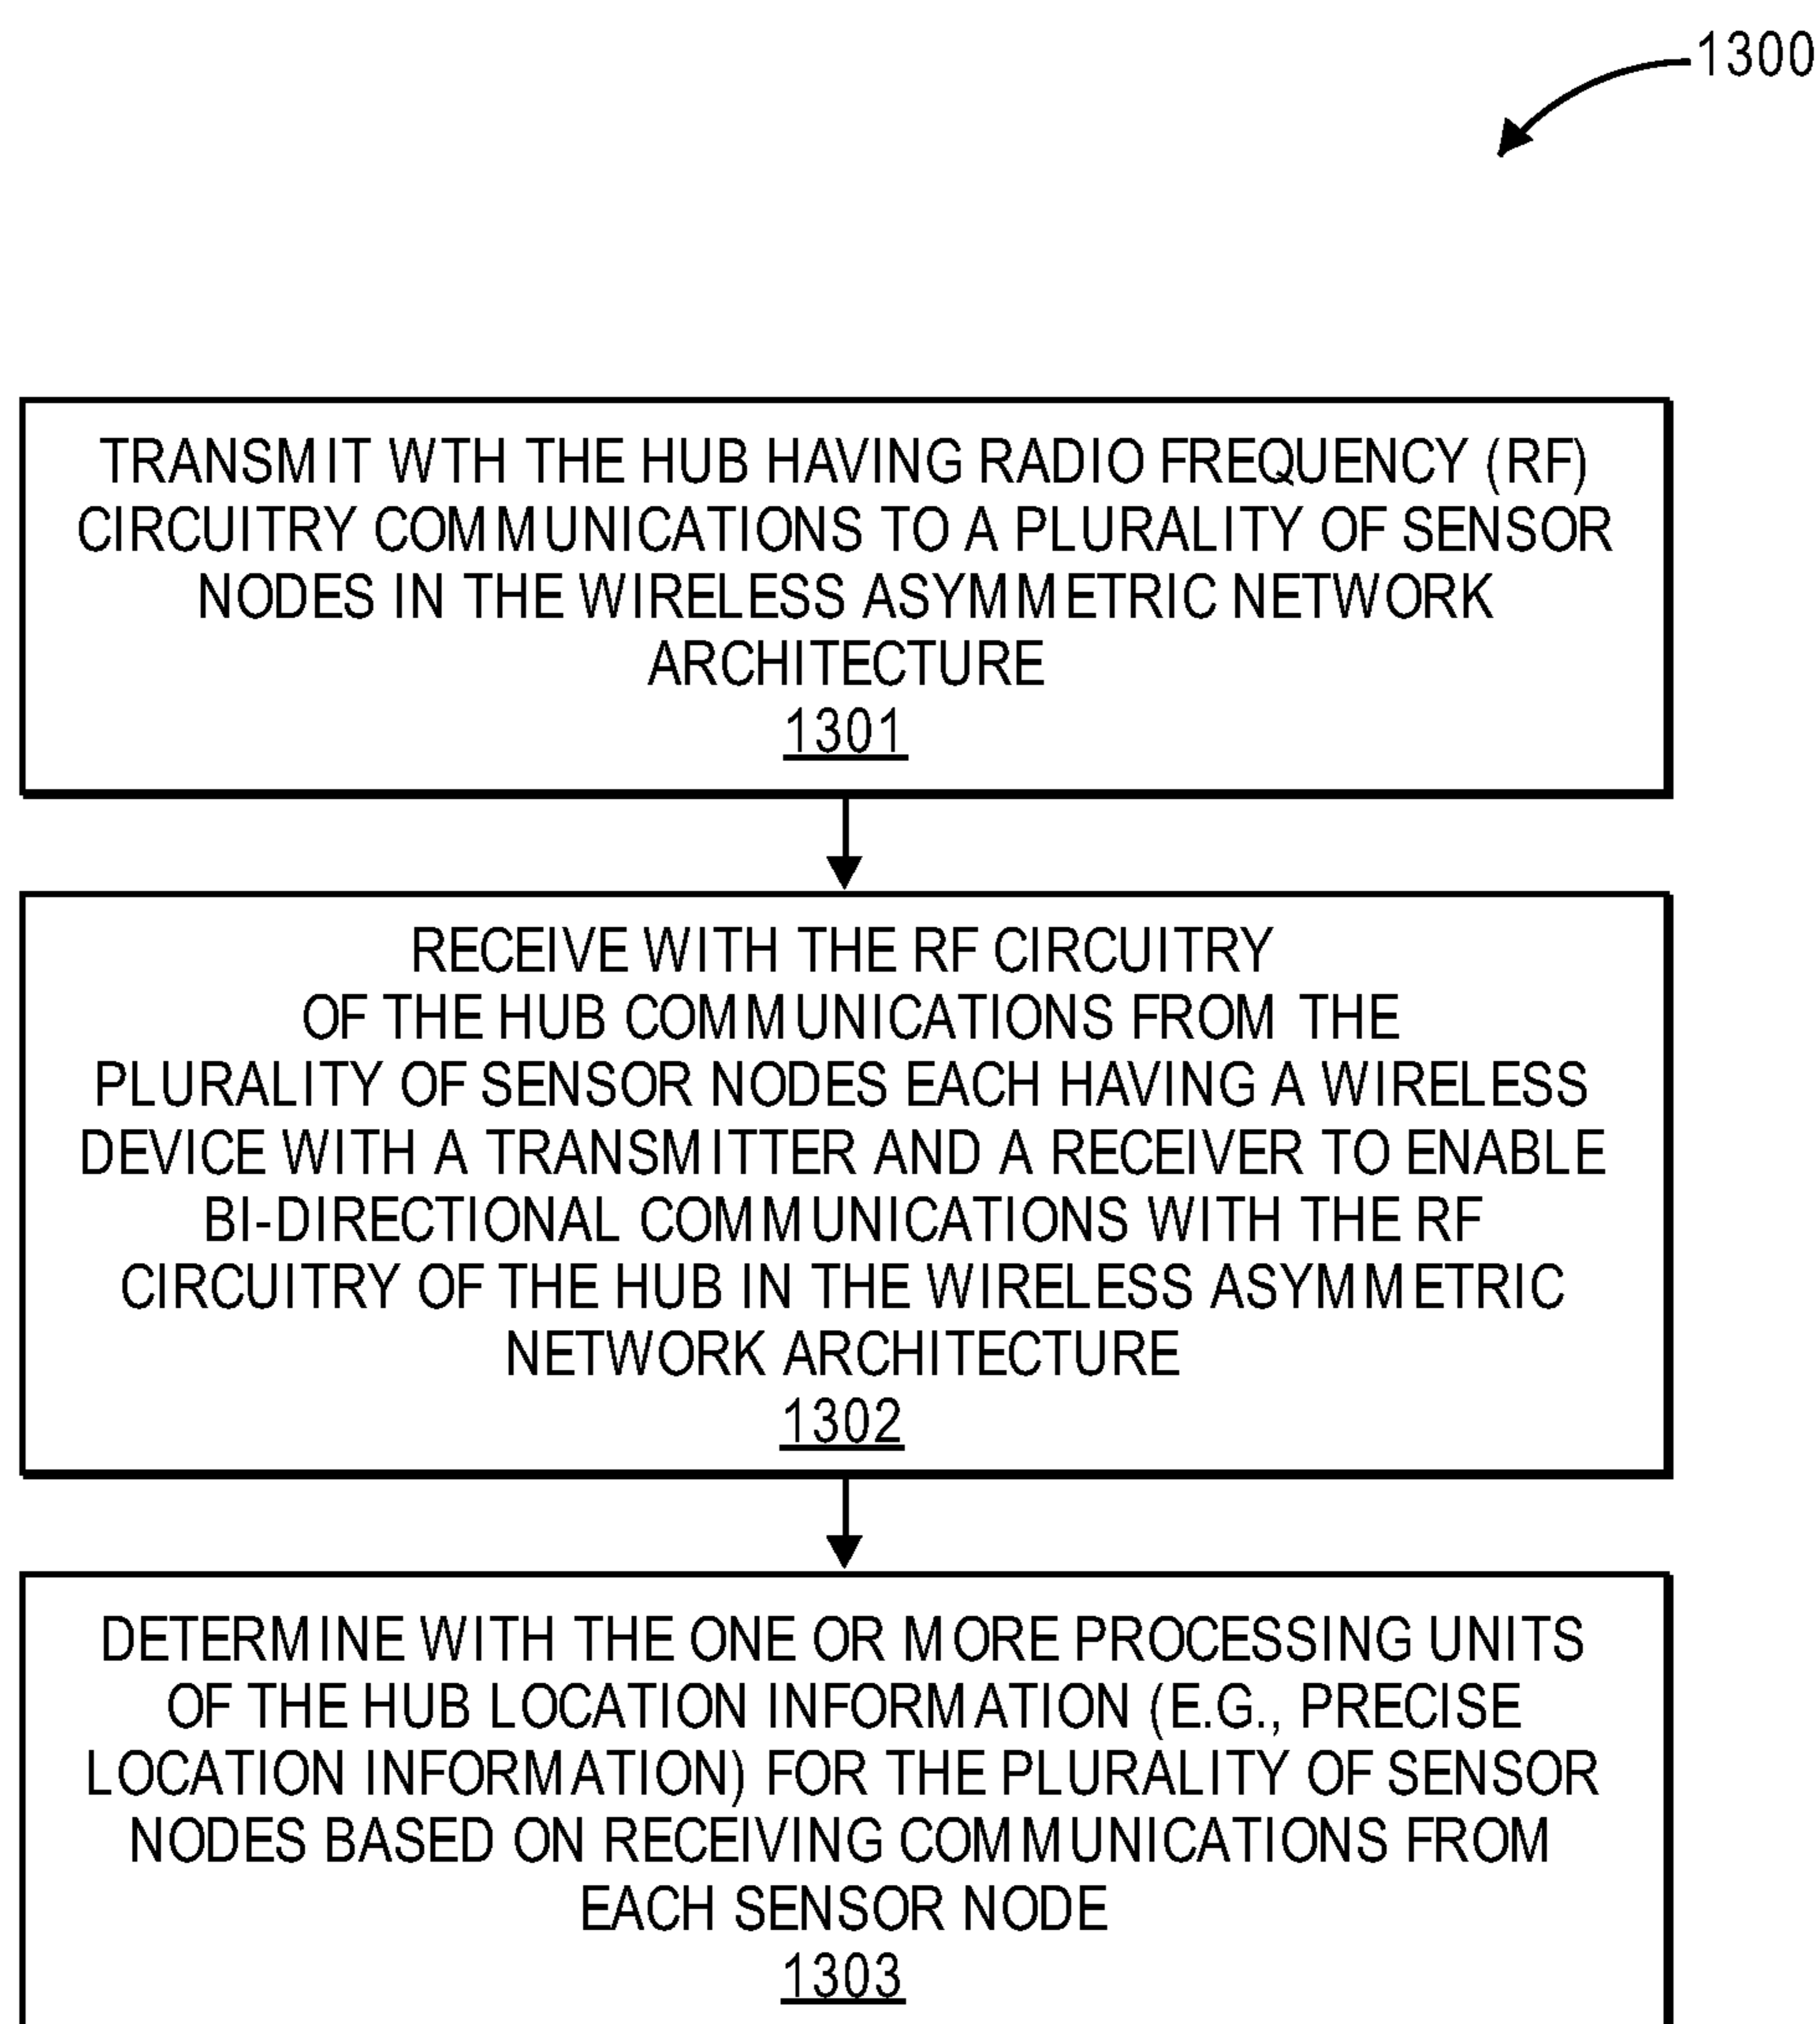 1300
TRANSMIT WTH THE HUB HAVING RADIO FREQUENCY (RF)
CIRCUITRY COMMUNICATIONS TO A PLURALITY OF SENSOR
NODES IN THE WIRELESS ASYMMETRIC NETWORK
ARCHITECTURE
1301
RECEIVE WITH THE RF CIRCUITRY
OF THE HUB COMMUNICATIONS FROM THE
PLURALITY OF SENSOR NODES EACH HAVING A WIRELESS
DEVICE WITH A TRANSMITTER AND A RECEIVER TO ENABLE
BI-DIRECTIONAL COMMUNICATIONS WITH THE RF
CIRCUITRY OF THE HUB IN THE WIRELESS ASYMMETRIC
NETWORK ARCHITECTURE
1302
DETERMINE WITH THE ONE OR MORE PROCESSING UNITS
OF THE HUB LOCATION INFORMATION (E.G., PRECISE
LOCATION INFORMATION) FOR THE PLURALITY OF SENSOR
NODES BASED ON RECEIVING COMMUNICATIONS FROM
EACH SENSOR NODE
1303